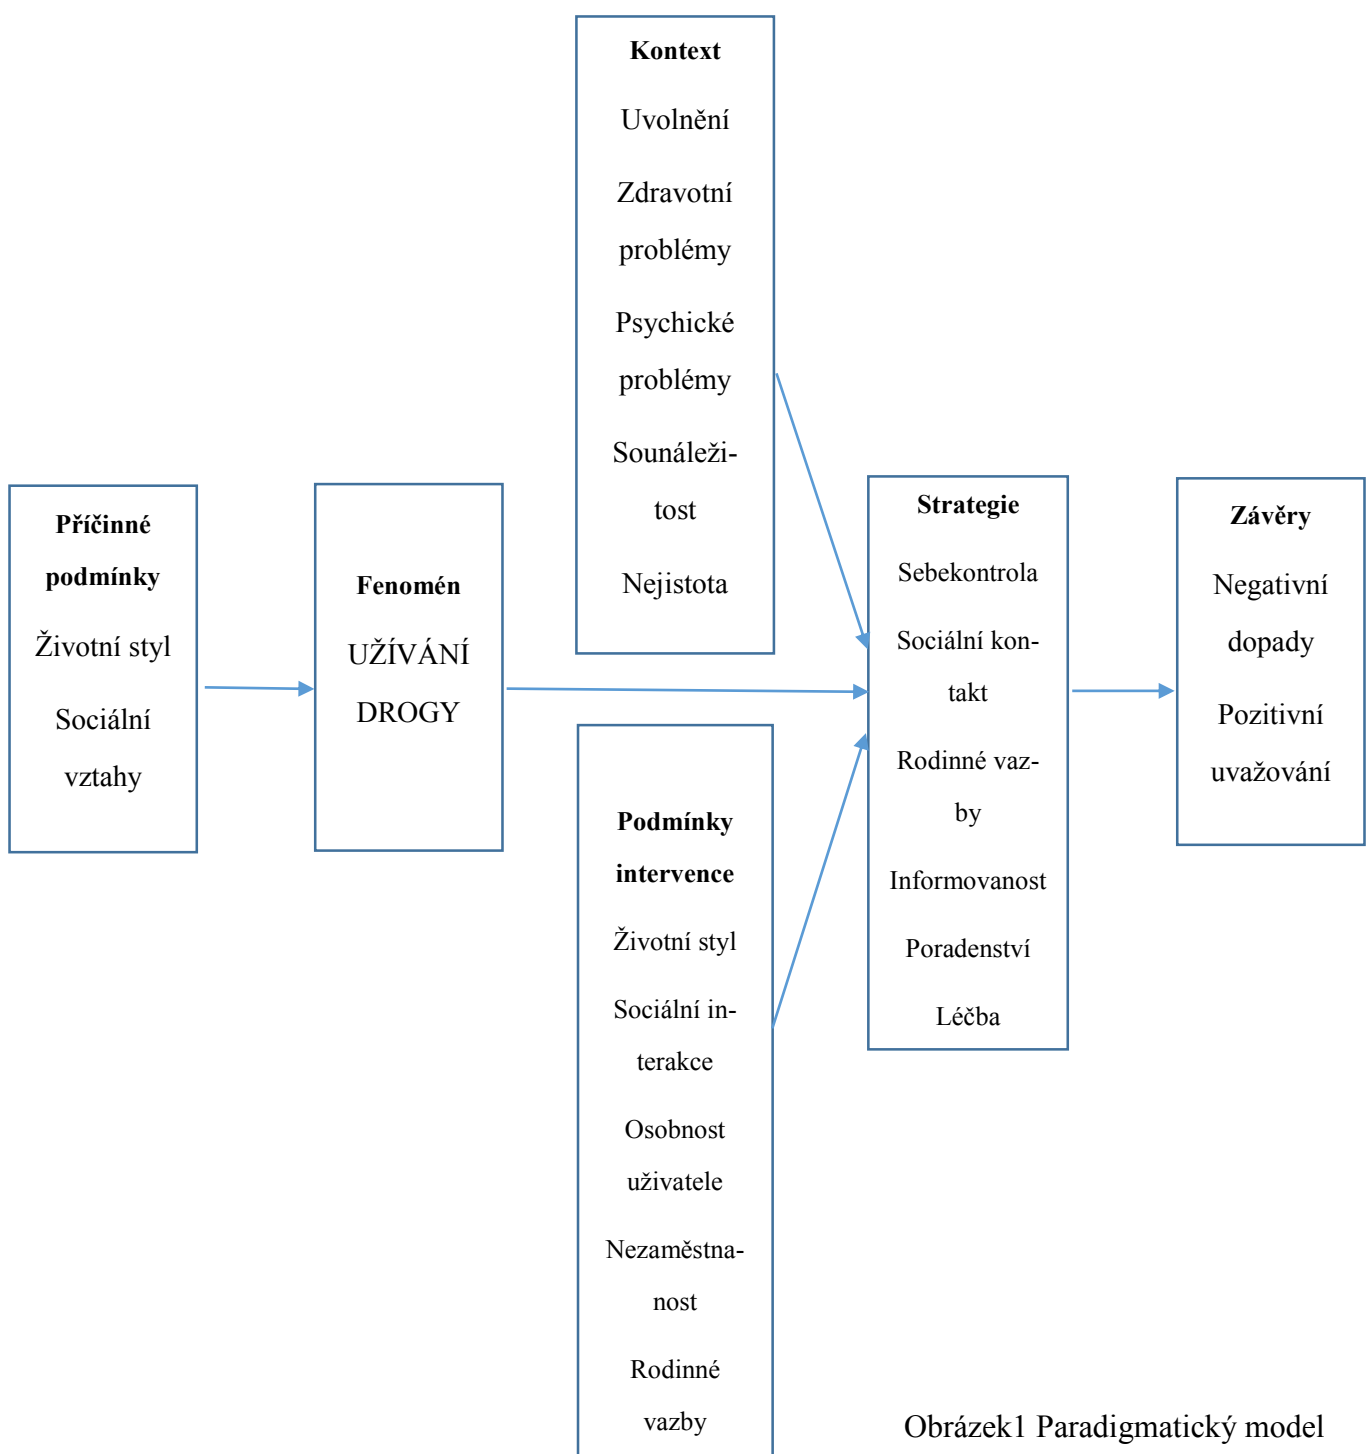 Kontext
Uvolnění
Zdravotní
problémy
Psychické
problémy
Sounáleži-
tost
Nejistota
Příčinné
podmínky
Životní styl
Sociální
vztahy
Fenomén
UŽÍVÁNÍ
DROGY
Podmínky
intervence
Životní styl
Sociální in-
terakce
Osobnost
uživatele
Nezaměstna-
nost
Rodinné
vazby
Strategie
Sebekontrola
Sociální kon-
takt
Rodinné vaz-
by
Informovanost
Poradenství
Léčba
Závěry
Negativní
dopady
Pozitivní
uvažování
Obrázek1 Paradigmatický model